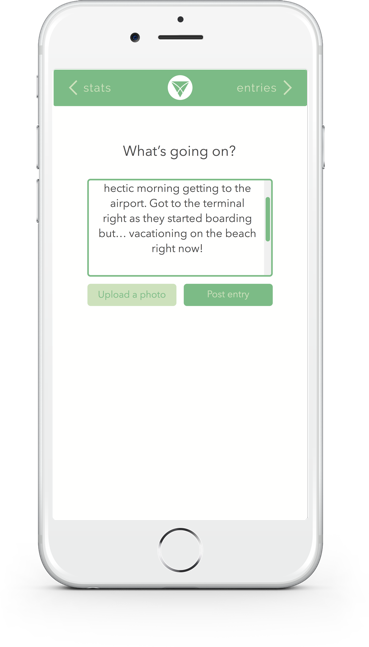 stats
entries
What's going on?
hectic morning getting to the
airport. Got to the terminal
right as they started boarding
but... vacationing on the beach
right now!
Upload a photo
Post entry